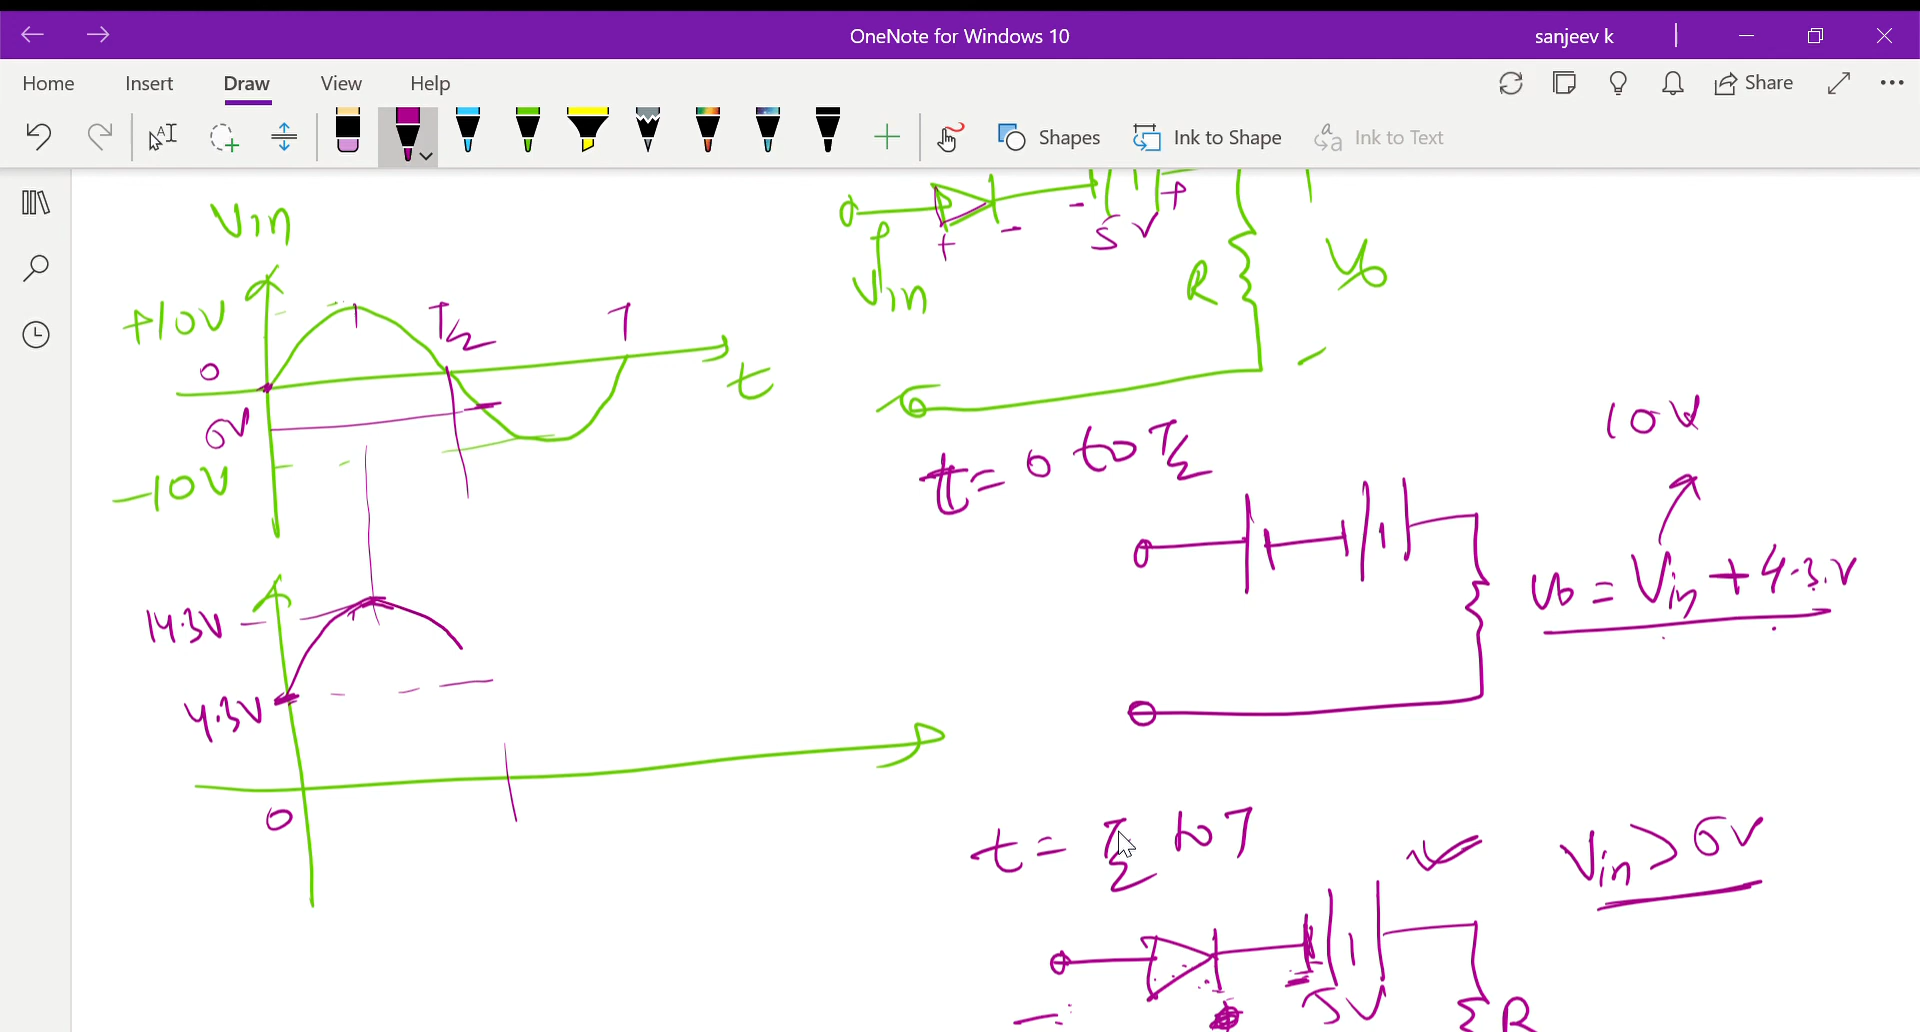 OneNote for Windows 10
sanjeev k
Home Insert Draw View Help
Share
Shapes Ink to Shape Ink to Text
Vin
+10V
0
T/2
T
t
5V
-10V
Vin
+ -
- 5V +
R
Vo
-
t = 0 to T/2
10V
Vo = Vin + 4.3V
14.3V
4.3V
0
t = T/2 to T
Vin > 5V
-
5V
R